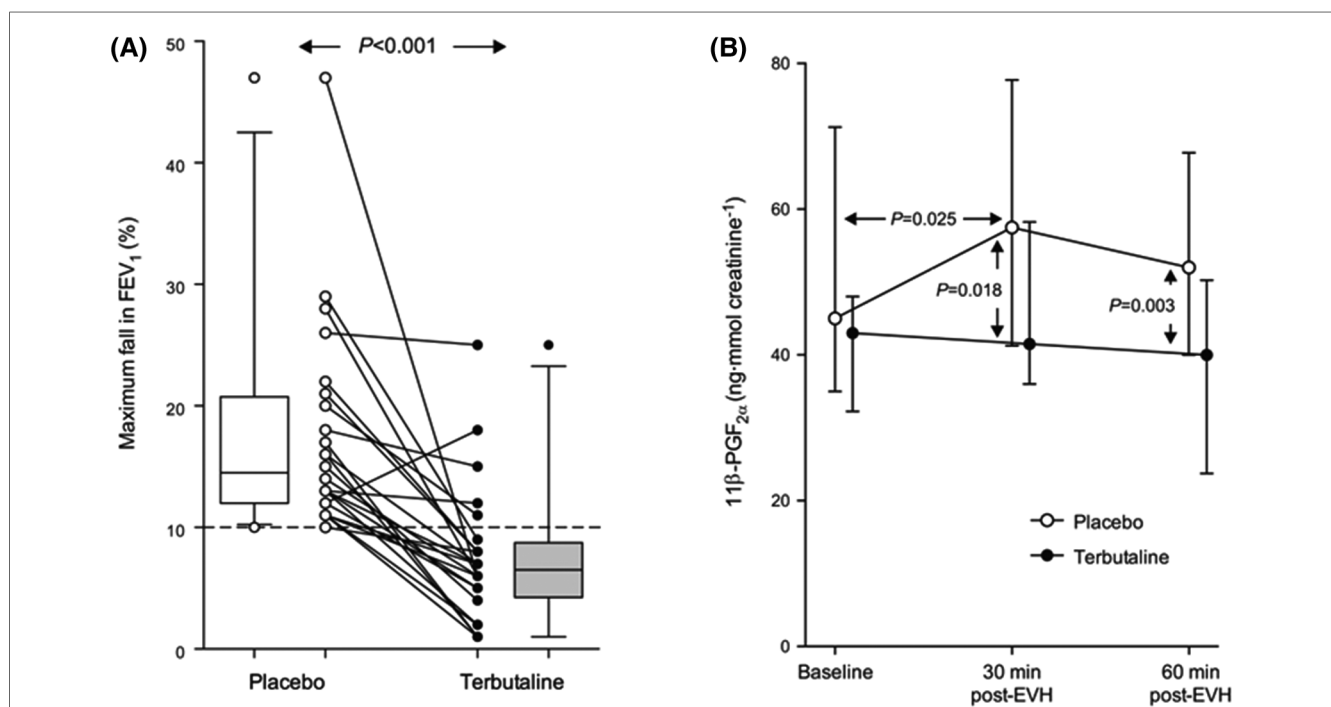 (A)
P<0.001
50
40
30
20
10
0
Maximum fall in FEV₁ (%)
Placebo
Terbutaline
(B)
80
60
40
20
0
11β-PGF₂α (ng·mmol creatinine⁻¹)
P=0.025
P=0.018
P=0.003
Placebo
Terbutaline
Baseline
30 min
post-EVH
60 min
post-EVH